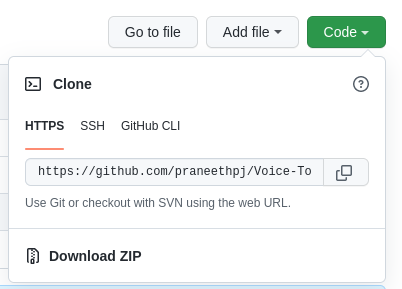 Go to file Add file Code
Clone
HTTPS SSH GitHub CLI
https://github.com/praneethpj/Voice-To
Use Git or checkout with SVN using the web URL.
Download ZIP